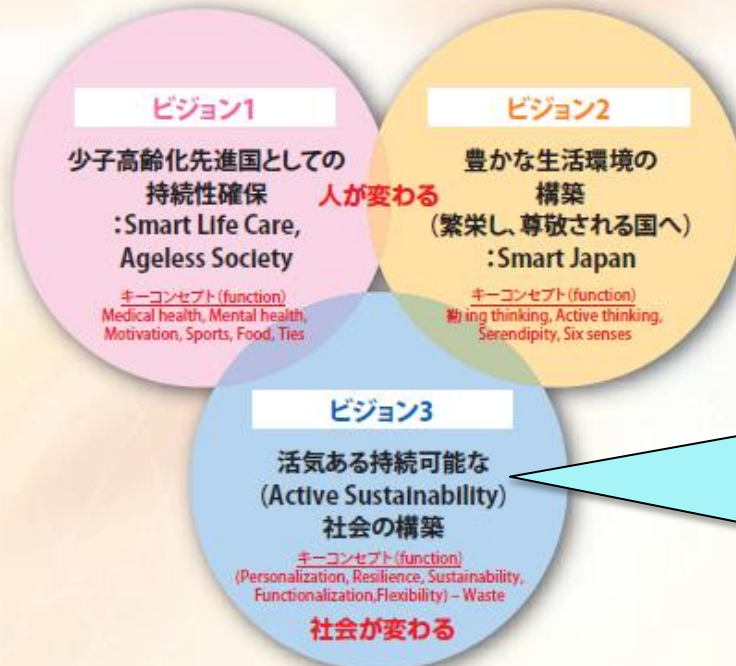 ビジョン1
少子高齢化先進国としての
持続性確保
:Smart Life Care,
Ageless Society
キーコンセプト(function)
Medical health, Mental health,
Motivation, Sports, Food, Ties
人が変わる
ビジョン2
豊かな生活環境の
構築
(繁栄し、尊敬される国へ)
:Smart Japan
キーコンセプト(function)
ing thinking, Active thinking,
Serendipity, Six senses
ビジョン3
活気ある持続可能な
(Active Sustainability)
社会の構築
キーコンセプト(function)
(Personalization, Resilience, Sustainability,
Functionalization,Flexibility) – Waste
社会が変わる